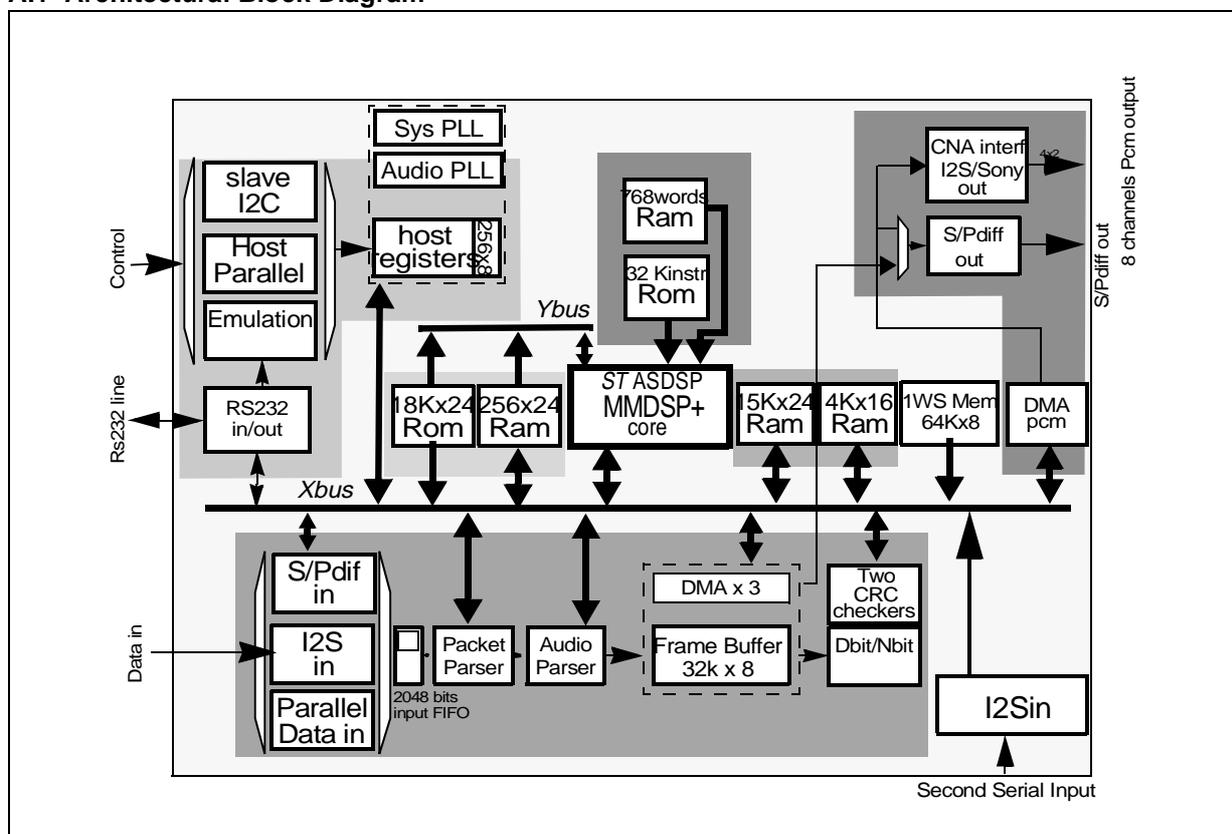 Sys PLL
Audio PLL
slave
I2C
Host
Parallel
Emulation
host
registers
256x8
Control
RS232
in/out
Rs232 line
768words
Ram
32 Kinstr
Rom
CNA interf
I2S/Sony
out
4x2
S/Pdiff
out
S/Pdiff out
8 channels Pcm output
Ybus
18Kx24
Rom
256x24
Ram
ST ASDSP
MMDSP+
core
15Kx24
Ram
4Kx16
Ram
1WS Mem
64Kx8
DMA
pcm
Xbus
S/Pdif
in
I2S
in
Parallel
Data in
Data in
2048 bits
input FIFO
Packet
Parser
Audio
Parser
DMA x 3
Frame Buffer
32k x 8
Two
CRC
checkers
Dbit/Nbit
I2Sin
Second Serial Input